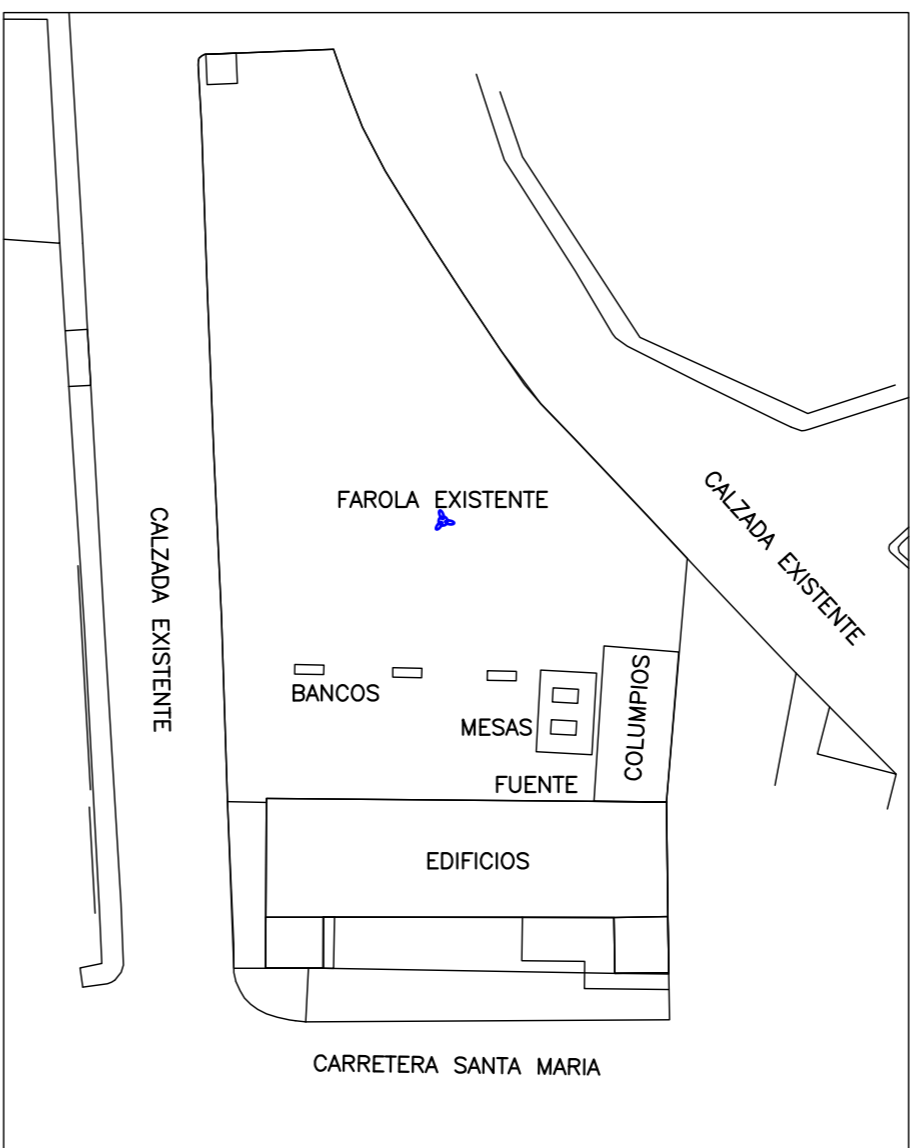 FAROLA EXISTENTE
CALZADA EXISTENTE
CALZADA EXISTENTE
BANCOS
MESAS
COLUMPIOS
FUENTE
EDIFICIOS
CARRETERA SANTA MARIA